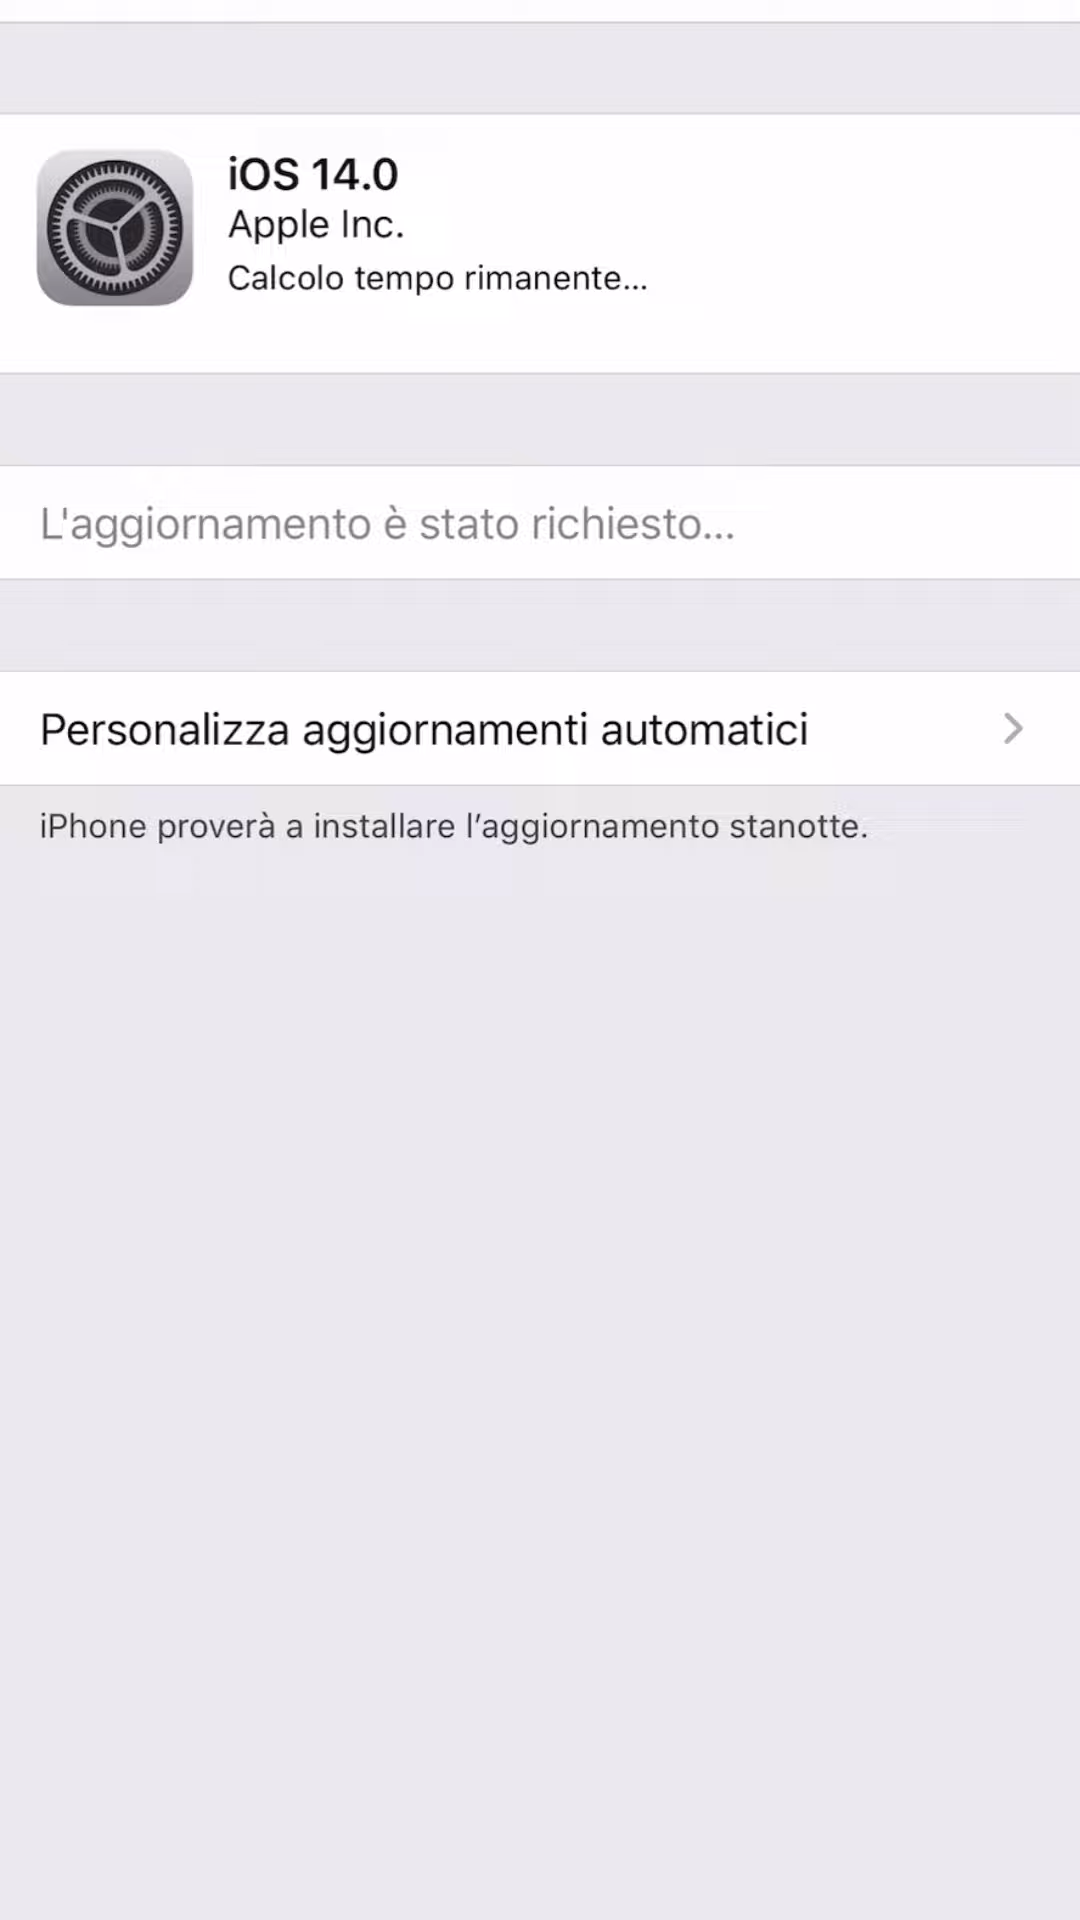 iOS 14.0
Apple Inc.
Calcolo tempo rimanente...
L'aggiornamento è stato richiesto...
Personalizza aggiornamenti automatici
iPhone proverà a installare l’aggiornamento stanotte.